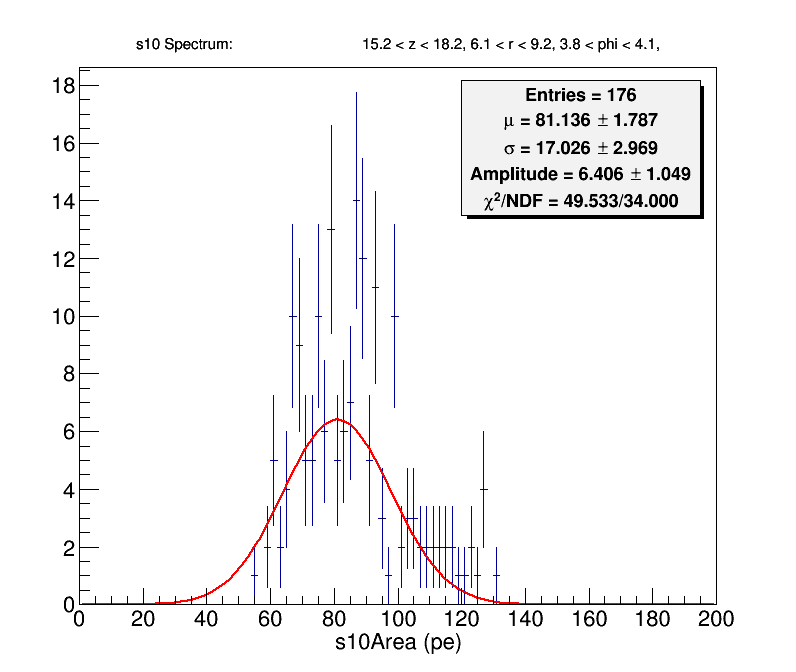 s10 Spectrum: 15.2 < z < 18.2, 6.1 < r < 9.2, 3.8 < phi < 4.1,
Entries = 176
μ = 81.136 ± 1.787
σ = 17.026 ± 2.969
Amplitude = 6.406 ± 1.049
χ²/NDF = 49.533/34.000
18
16
14
12
10
8
6
4
2
0
0 20 40 60 80 100 120 140 160 180 200
s10Area (pe)